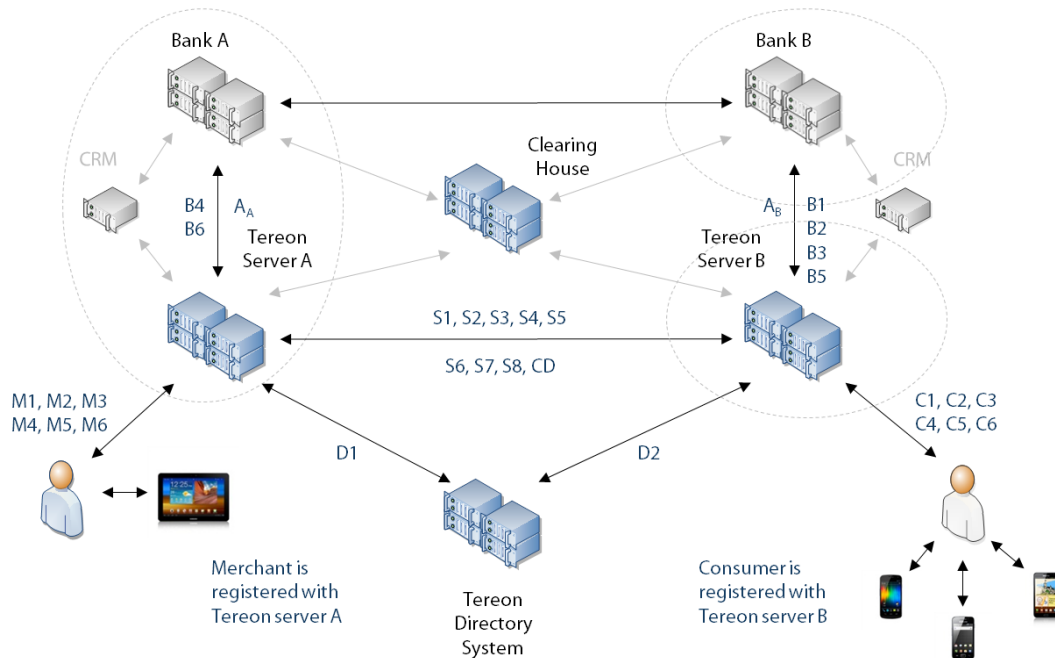 Bank A
Bank B
Clearing
House
CRM
CRM
B4
B6
A_A
Tereon
Server A
A_B
B1
B2
B3
B5
Tereon
Server B
S1, S2, S3, S4, S5
S6, S7, S8, CD
M1, M2, M3
M4, M5, M6
C1, C2, C3
C4, C5, C6
D1
D2
Merchant is
registered with
Tereon server A
Tereon
Directory
System
Consumer is
registered with
Tereon server B